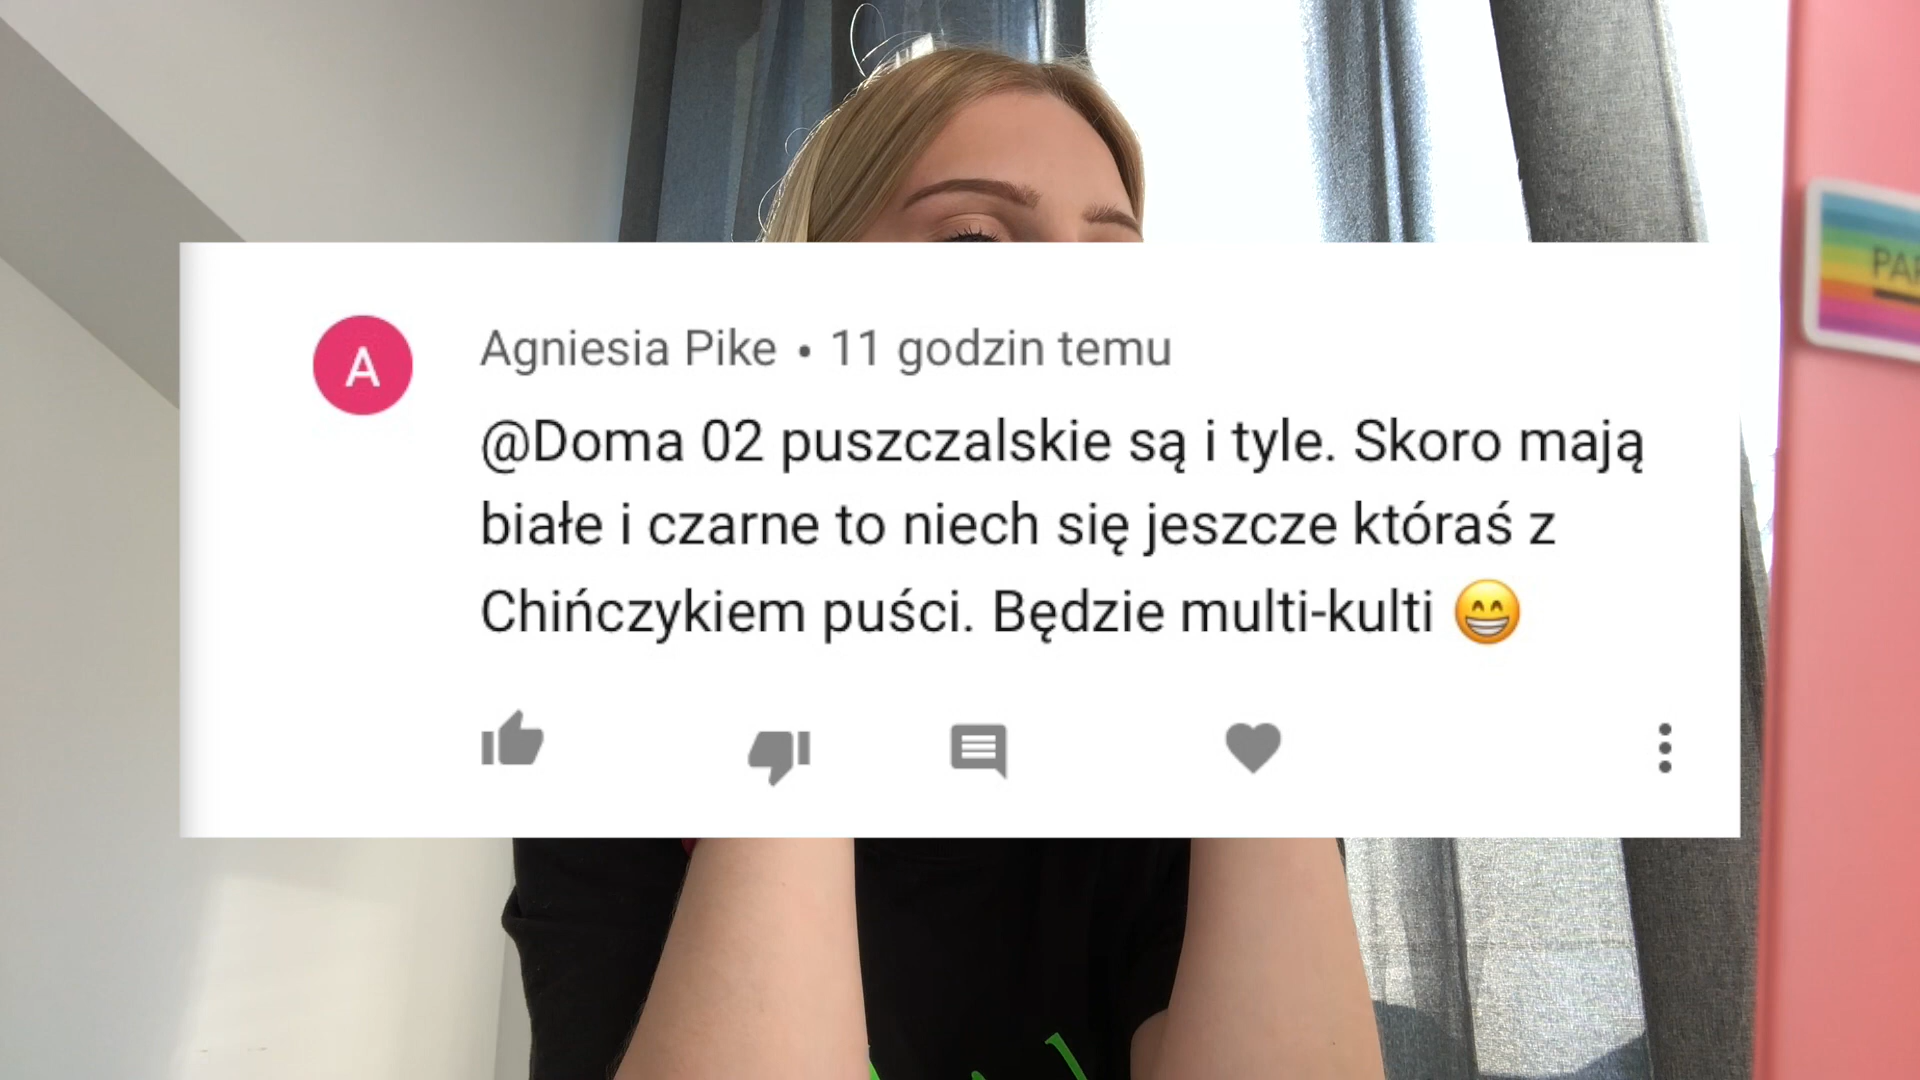 PA
A
Agniesia Pike • 11 godzin temu
@Doma 02 puszczalskie są i tyle. Skoro mają
białe i czarne to niech się jeszcze któraś z
Chińczykiem puści. Będzie multi-kulti 😁